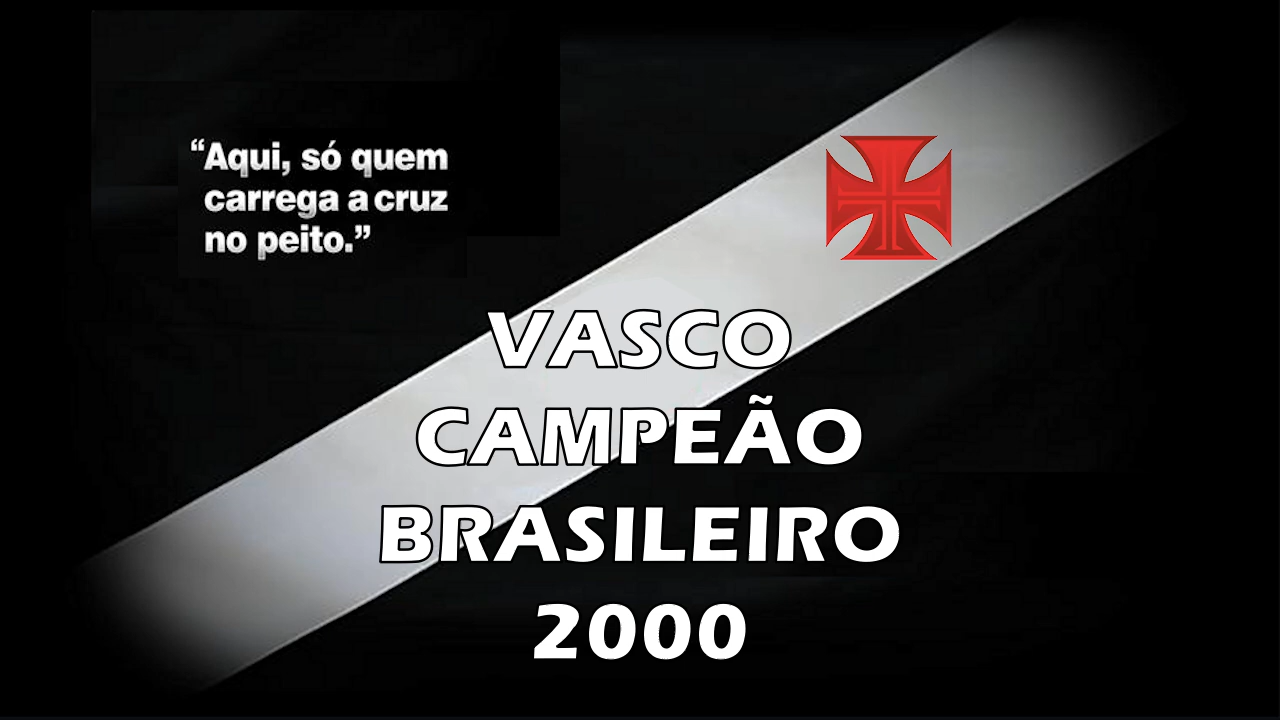 “Aqui, só quem
carrega a cruz
no peito.”
VASCO
CAMPEÃO
BRASILEIRO
2000